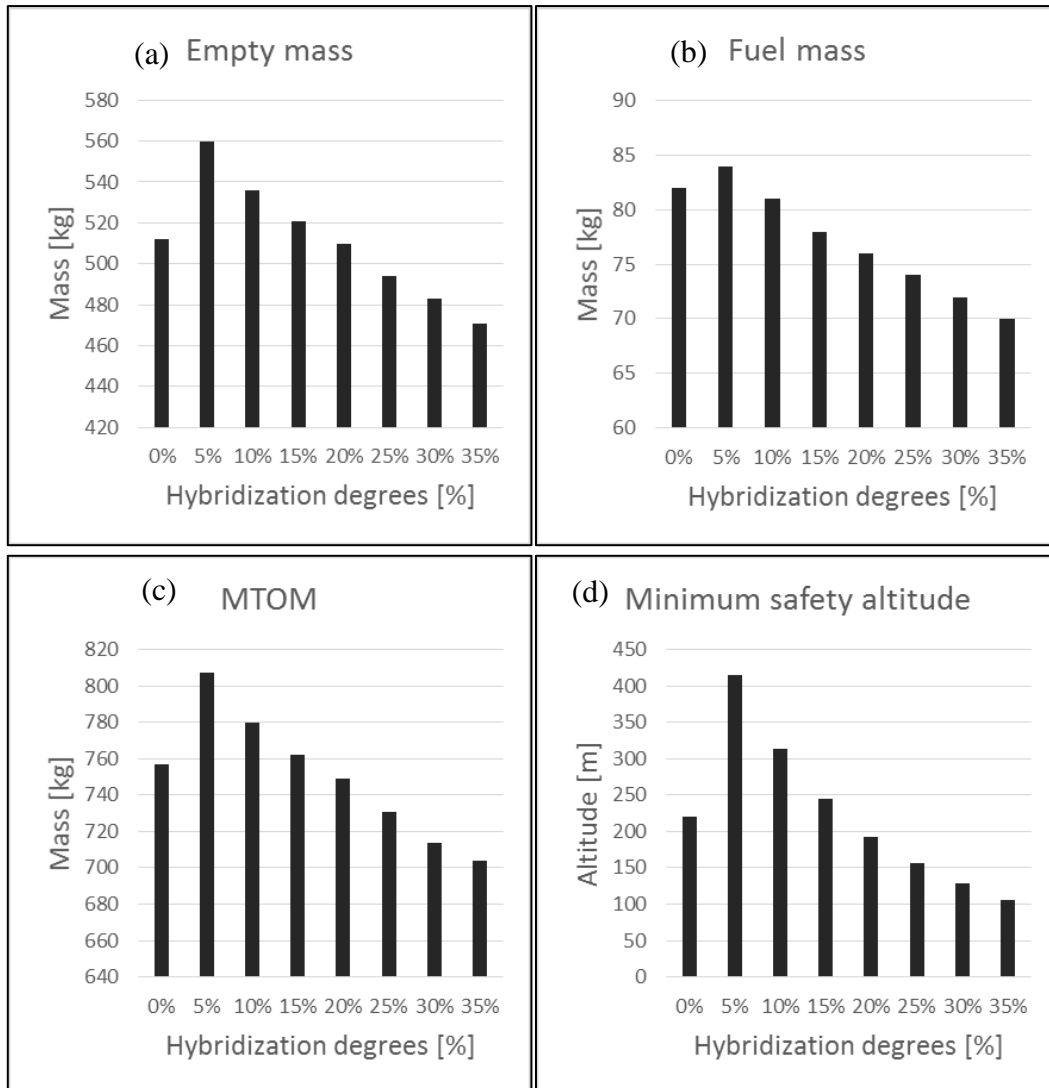 (a) Empty mass
580
560
540
520
500
480
460
440
420
Mass [kg]
0% 5% 10% 15% 20% 25% 30% 35%
Hybridization degrees [%]
(b) Fuel mass
90
85
80
75
70
65
60
Mass [kg]
0% 5% 10% 15% 20% 25% 30% 35%
Hybridization degrees [%]
(c) MTOM
820
800
780
760
740
720
700
680
660
640
Mass [kg]
0% 5% 10% 15% 20% 25% 30% 35%
Hybridization degrees [%]
(d) Minimum safety altitude
450
400
350
300
250
200
150
100
50
0
Altitude [m]
0% 5% 10% 15% 20% 25% 30% 35%
Hybridization degrees [%]